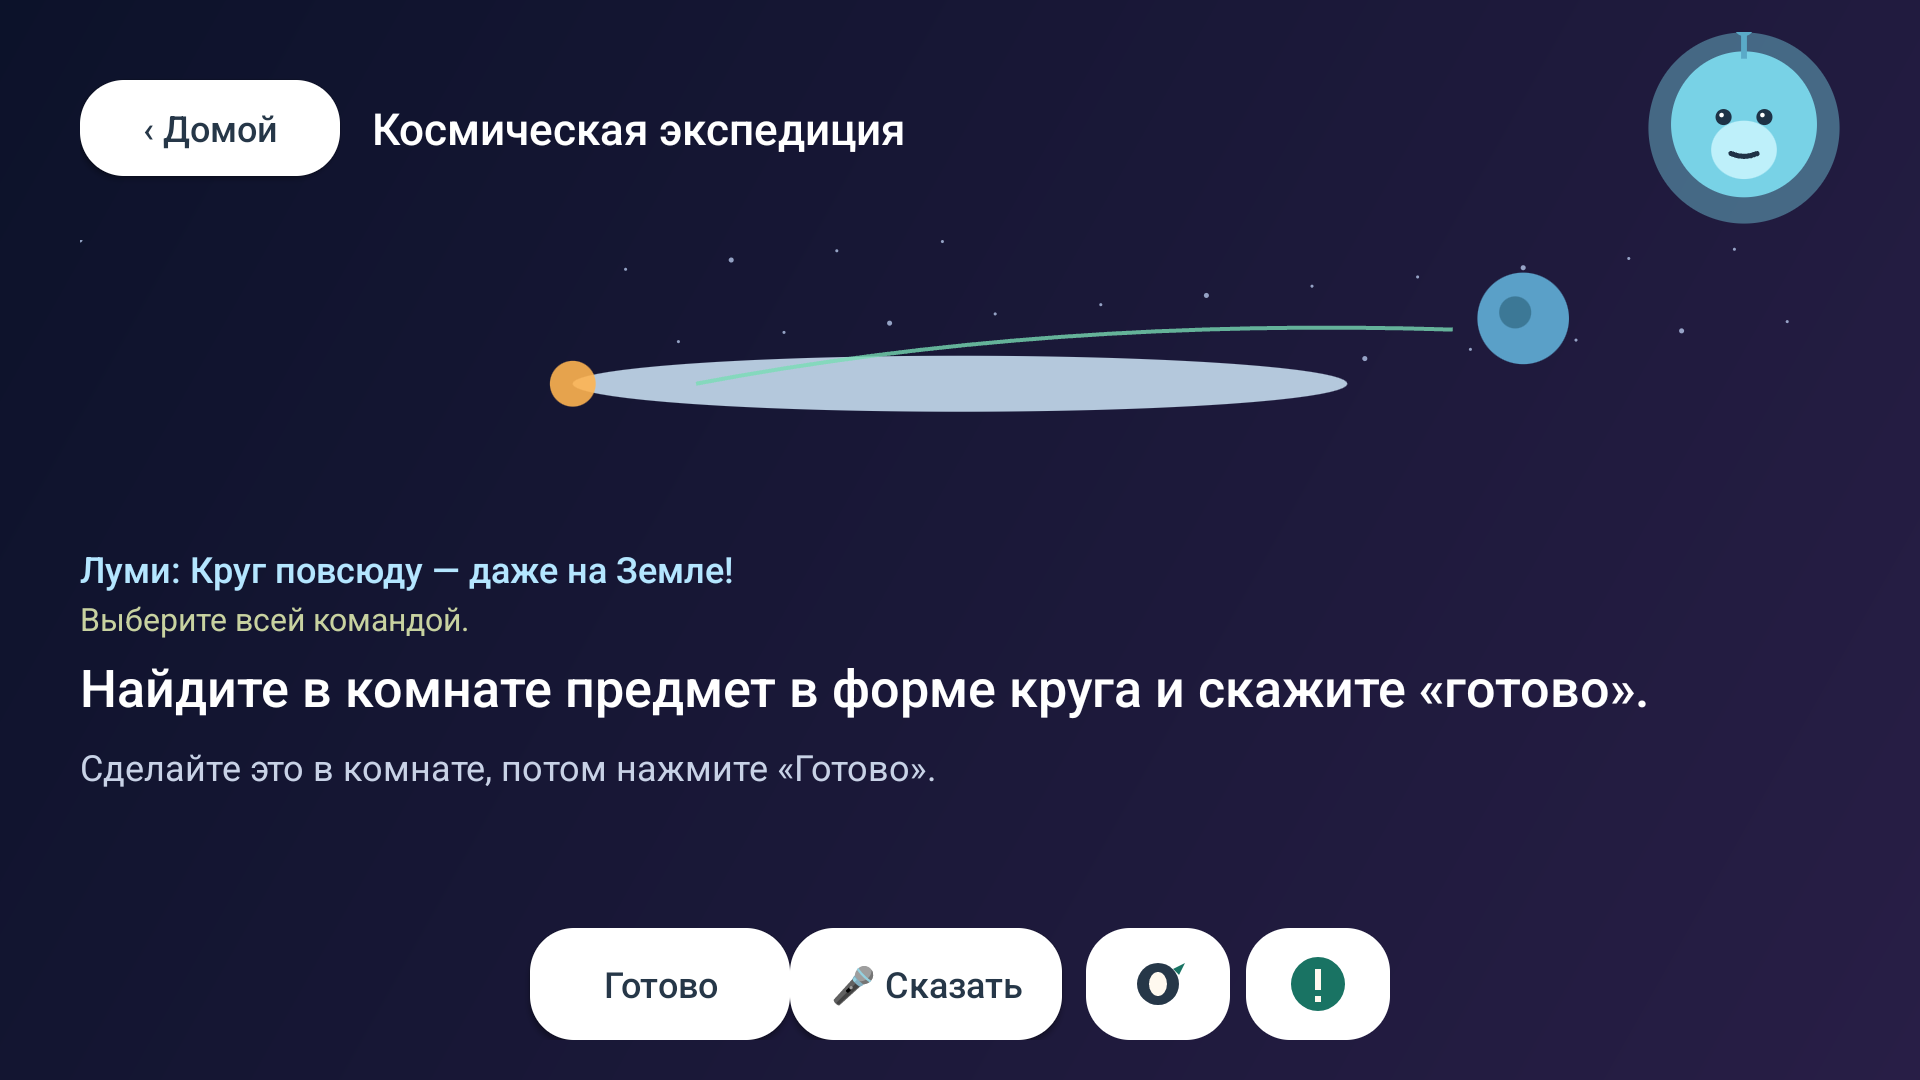 ‹ Домой
Космическая экспедиция
Луми: Круг повсюду — даже на Земле!
Выберите всей командой.
Найдите в комнате предмет в форме круга и скажите «готово».
Сделайте это в комнате, потом нажмите «Готово».
Готово
🎤 Сказать